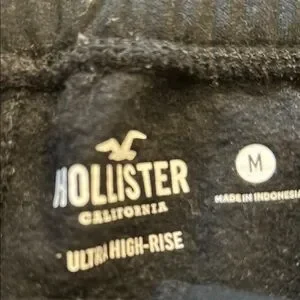 HOLLISTER
CALIFORNIA
ULTRA HIGH-RISE
M
MADE IN INDONESIA